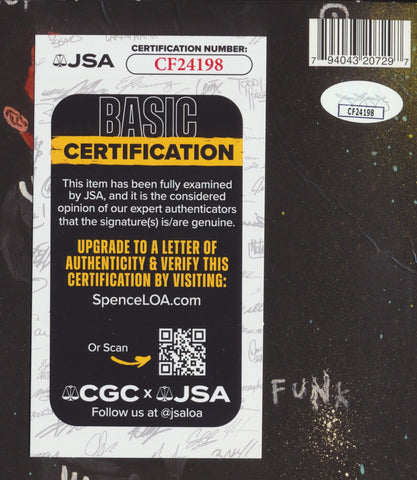 JSA
CERTIFICATION NUMBER:
CF24198
BASIC
CERTIFICATION
This item has been fully examined
by JSA, and it is the considered
opinion of our expert authenticators
that the signature(s) is/are genuine.
UPGRADE TO A LETTER OF
AUTHENTICITY & VERIFY THIS
CERTIFICATION BY VISITING:
SpenceLOA.com
Or Scan
CGC x JSA
Follow us at @jsaloa
7 94043 20729 7
CF24198
FUNK